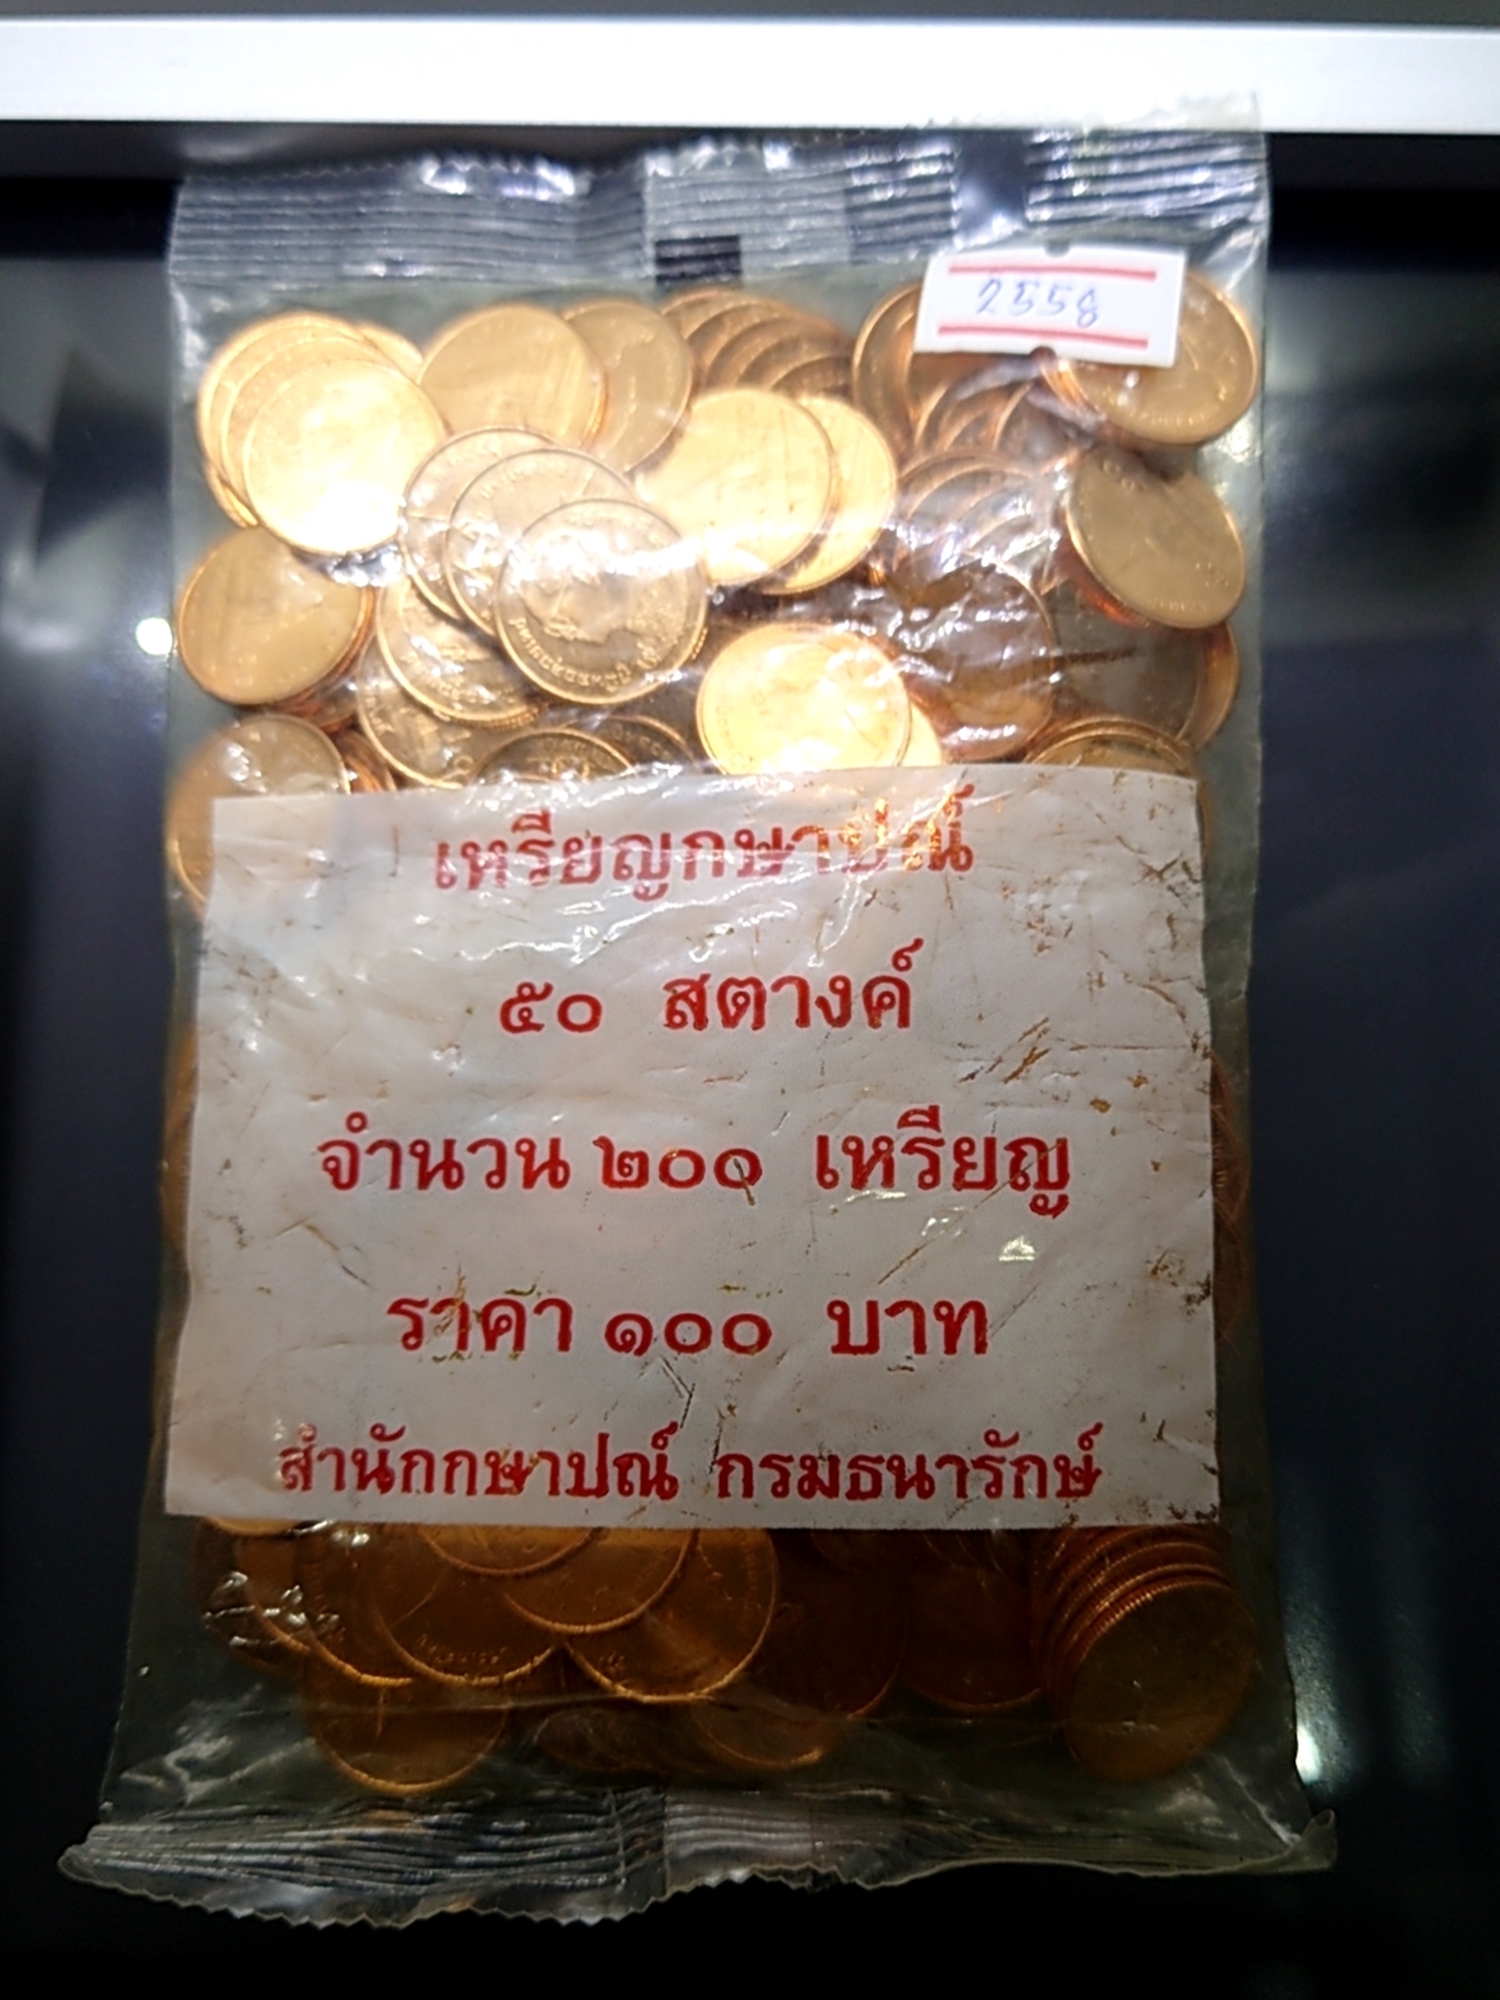 2558
เหรียญกษาปณ์
๕๐ สตางค์
จำนวน ๒๐๐ เหรียญ
ราคา ๑๐๐ บาท
สำนักกษาปณ์ กรมธนารักษ์